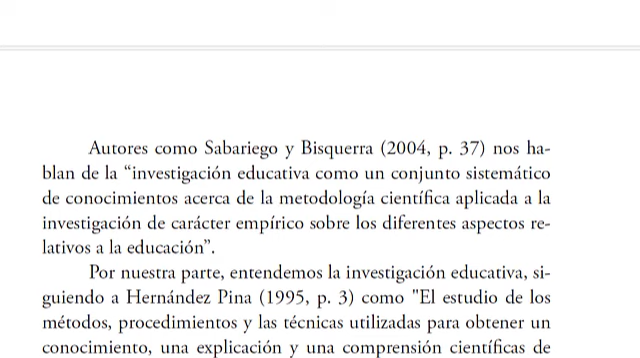 Autores como Sabariego y Bisquerra (2004, p. 37) nos ha-
blan de la “investigación educativa como un conjunto sistemático
de conocimientos acerca de la metodología científica aplicada a la
investigación de carácter empírico sobre los diferentes aspectos re-
lativos a la educación”.
Por nuestra parte, entendemos la investigación educativa, si-
guiendo a Hernández Pina (1995, p. 3) como "El estudio de los
métodos, procedimientos y las técnicas utilizadas para obtener un
conocimiento, una explicación y una comprensión científicas de